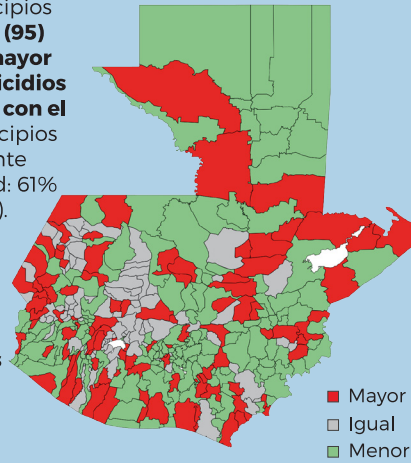 cipios
(95)
mayor
icidios
con el
cipios
nte
d: 61%
).
s
Mayor
Igual
Menor